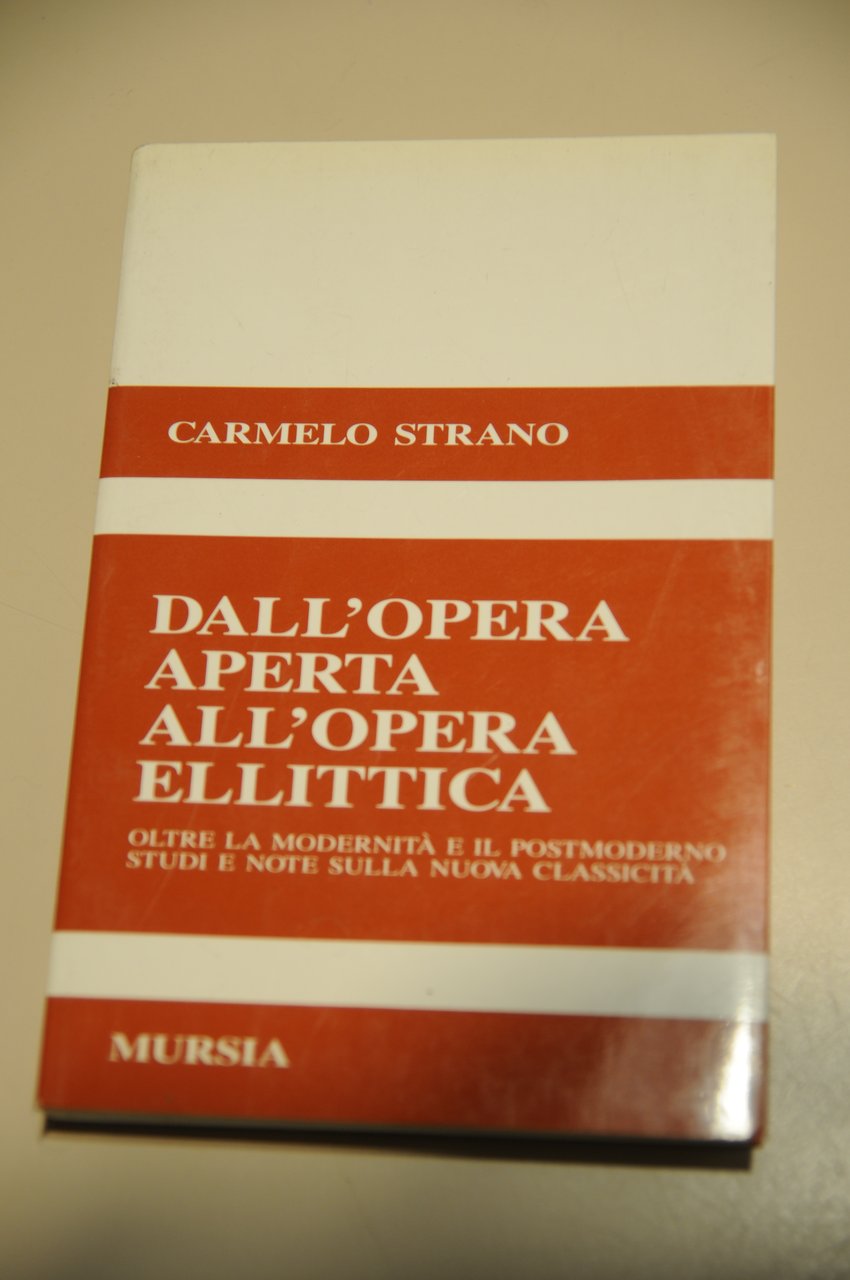 CARMELO STRANO
DALL'OPERA
APERTA
ALL'OPERA
ELLITTICA
OLTRE LA MODERNITÀ E IL POSTMODERNO
STUDI E NOTE SULLA NUOVA CLASSICITÀ
MURSIA